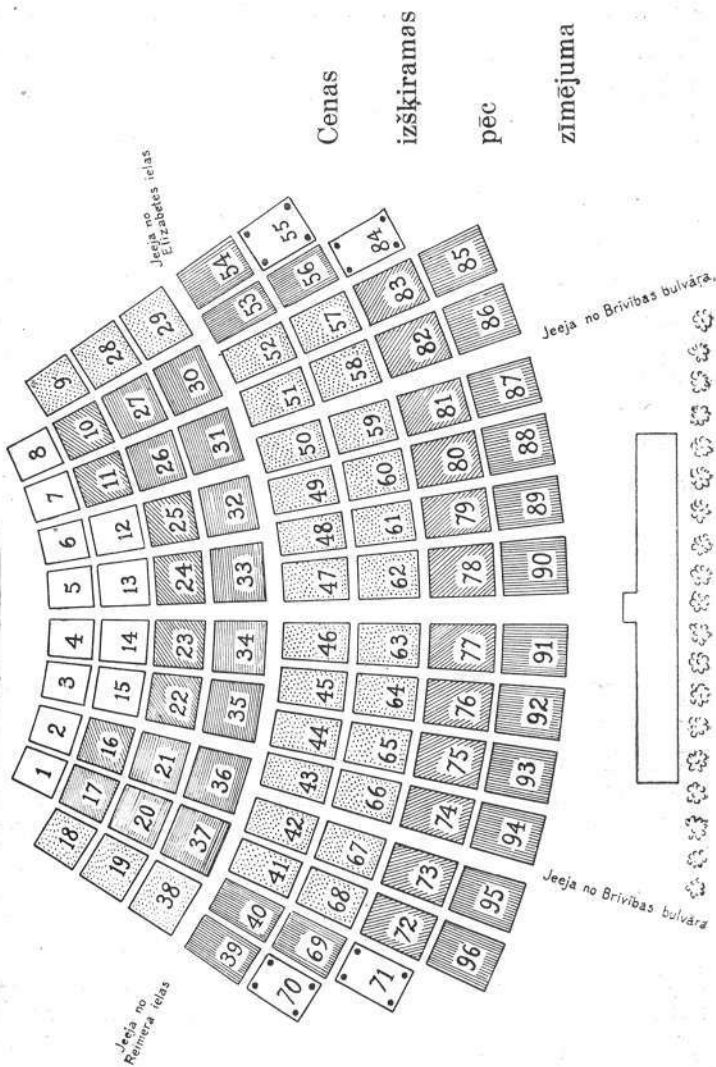 Cenas
izšķiramas
pēc
zīmējuma
Jeeja no
Elizabetes ielas
Jeeja no
Reimera ielas
1 2 3 4 5 6 7 8
18 17 16 15 14 13 12 11 10 9
19 20 21 22 23 24 25 26 27 28
38 37 36 35 34 33 32 31 30 29
39 40 41 42 43 44 45 46 47 48 49 50 51 52 53 54
70 69 68 67 66 65 64 63 62 61 60 59 58 57 56 55
71 72 73 74 75 76 77 78 79 80 81 82 83 84
96 95 94 93 92 91 90 89 88 87 86 85
Jeeja no Brīvības bulvāra
Jeeja no Brīvības bulvāra.